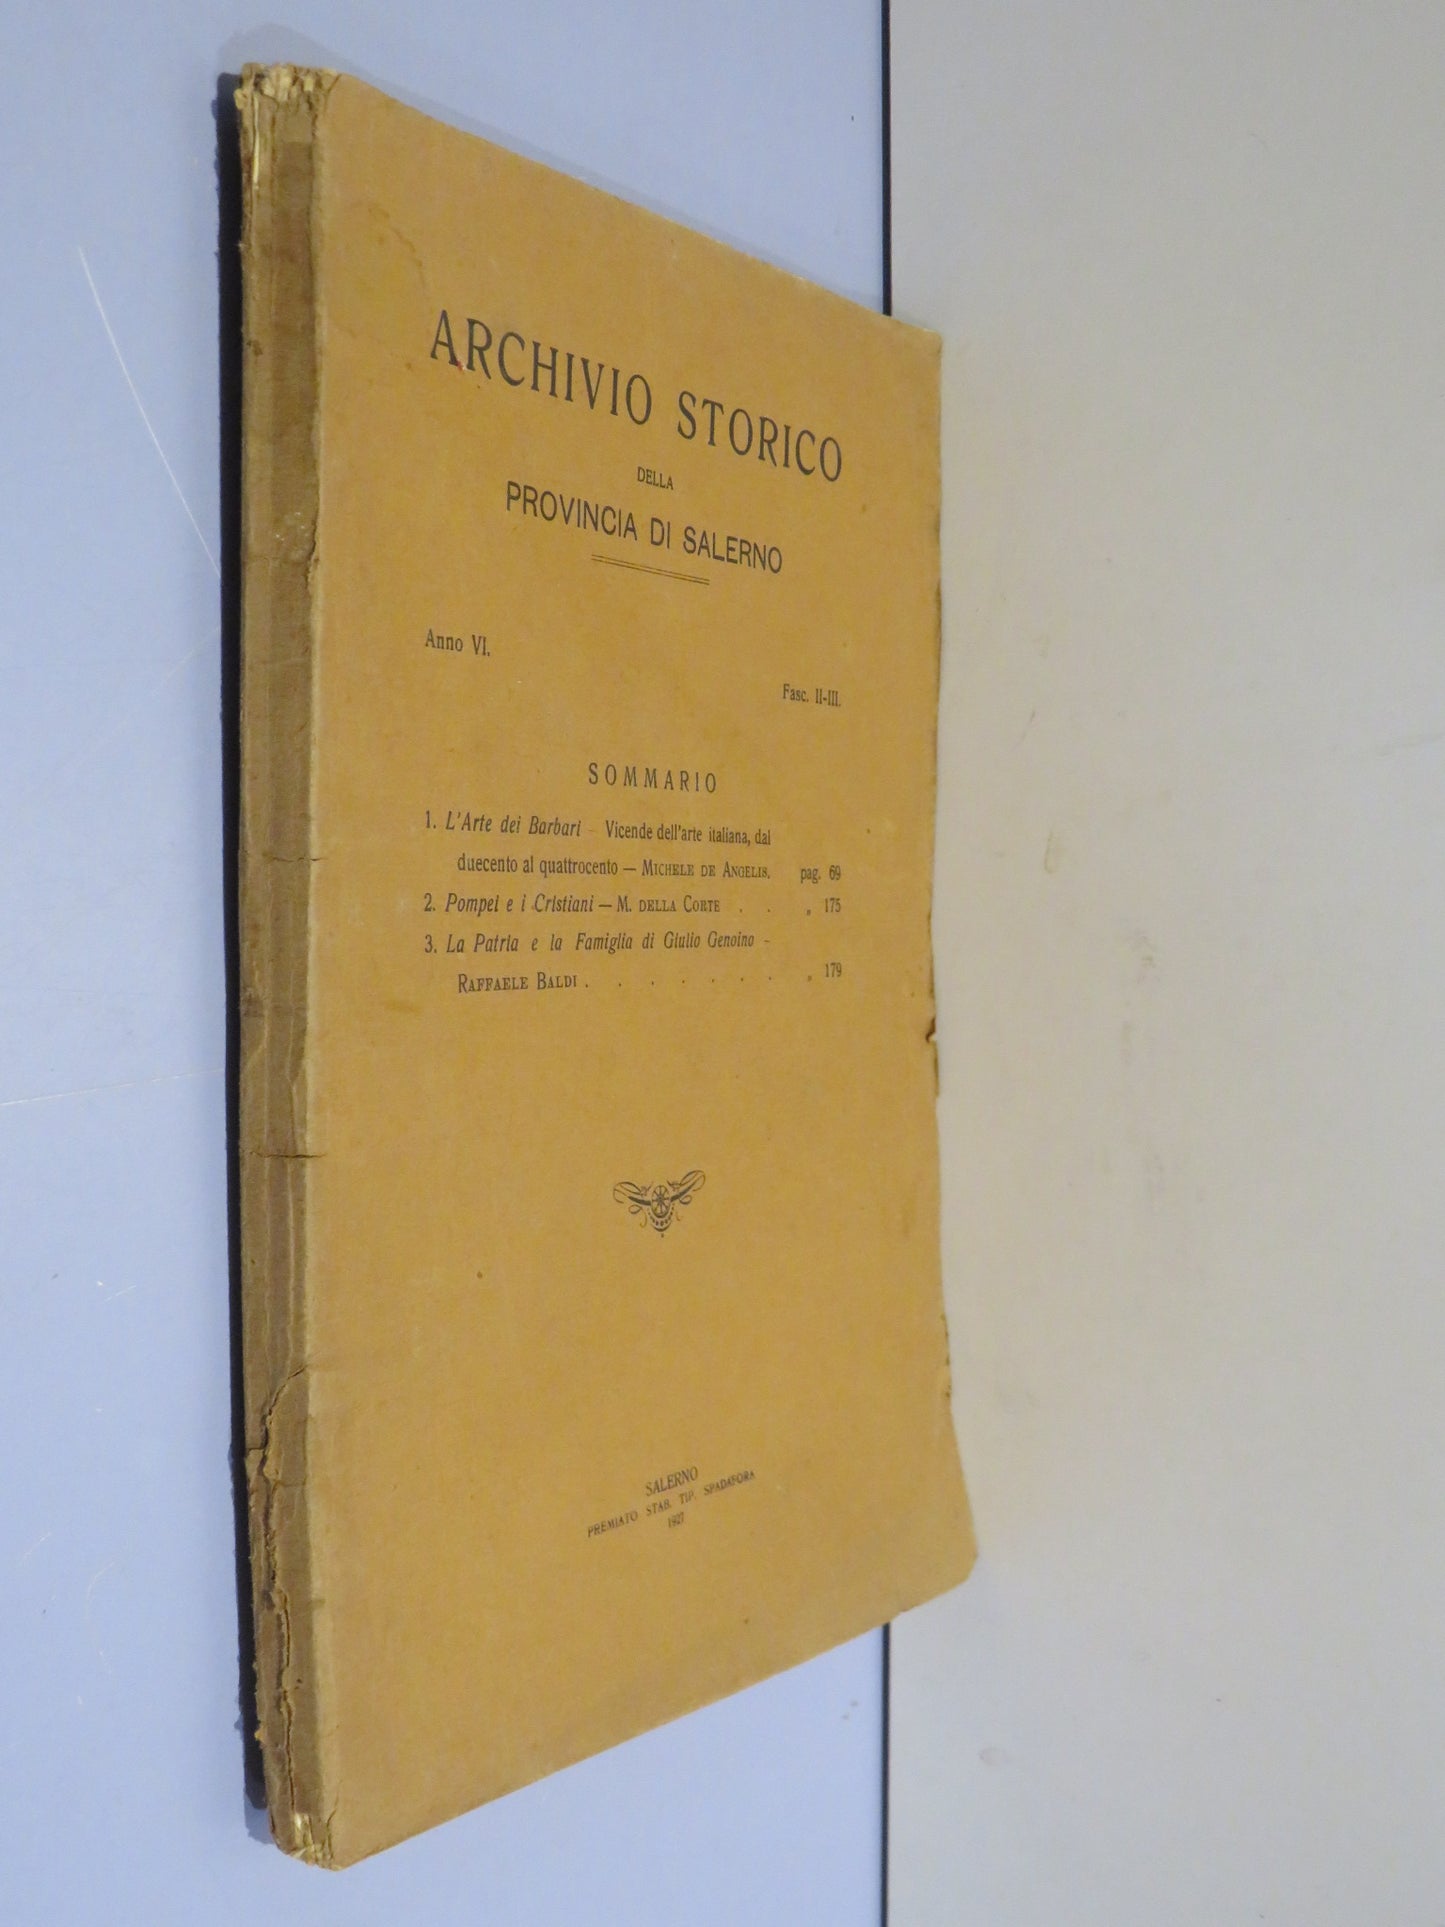 ARCHIVIO STORICO
DELLA
PROVINCIA DI SALERNO
Anno VI.
Fasc. II-III.
SOMMARIO
1. L'Arte dei Barbari – Vicende dell'arte italiana, dal
duecento al quattrocento — MICHELE DE ANGELIS. pag. 69
2. Pompei e i Cristiani — M. DELLA CORTE . . „ 175
3. La Patria e la Famiglia di Giulio Genoino –
RAFFAELE BALDI . . . . . . . „ 179
SALERNO
PREMIATO STAB. TIP. SPADAFORA
1927